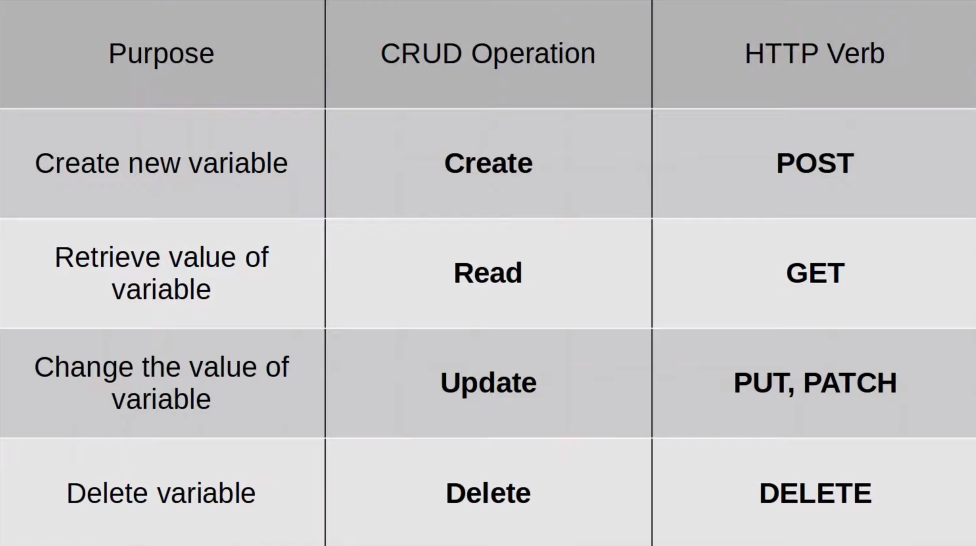 Purpose
CRUD Operation
HTTP Verb
Create new variable
Create
POST
Retrieve value of
variable
Read
GET
Change the value of
variable
Update
PUT, PATCH
Delete variable
Delete
DELETE